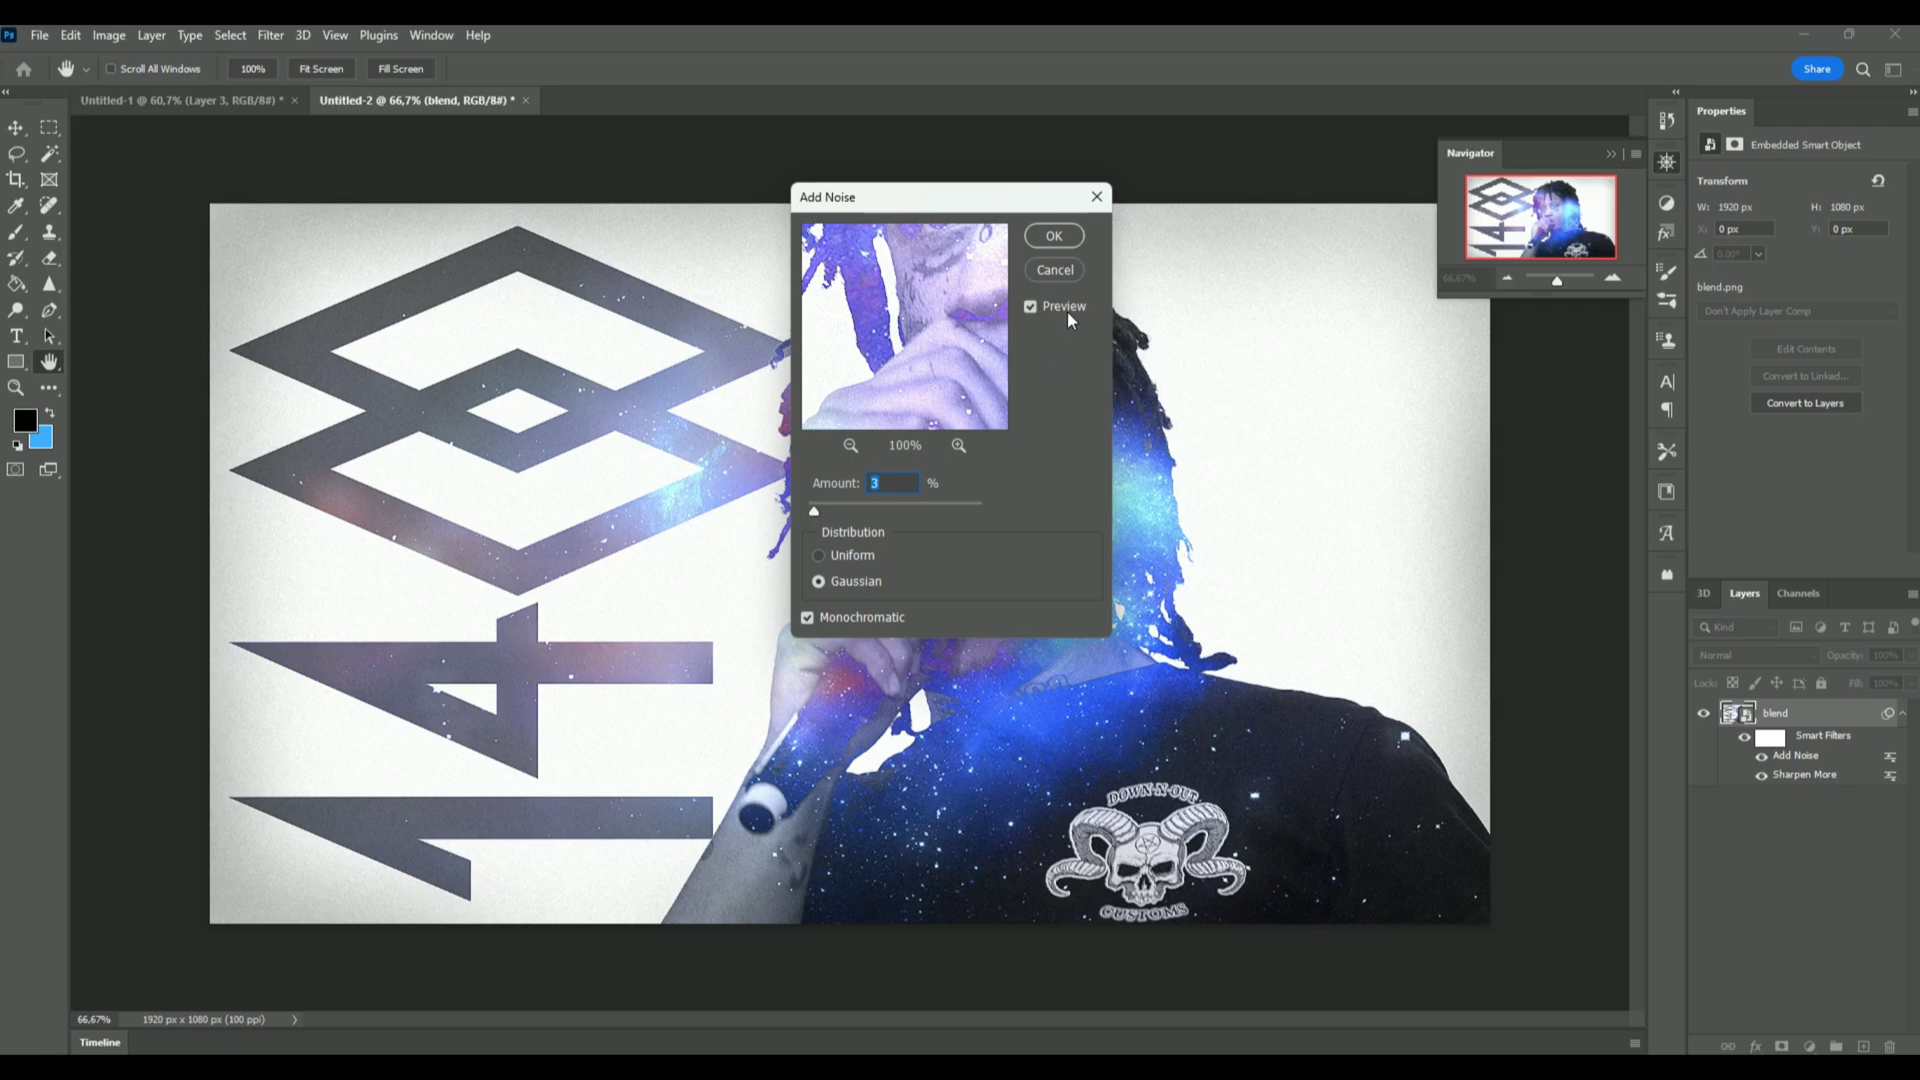 Ps File Edit Image Layer Type Select Filter 3D View Plugins Window Help
Scroll All Windows 100% Fit Screen Fill Screen Share
Untitled-1 @ 60,7% (Layer 3, RGB/8#) * × Untitled-2 @ 66,7% (blend, RGB/8#) * ×
Properties
Embedded Smart Object
Navigator
Transform
W: 1920 px H: 1080 px
X: 0 px Y: 0 px
0.00°
66,67%
blend.png
Don't Apply Layer Comp
Edit Contents
Convert to Linked...
Convert to Layers
Add Noise
OK
Cancel
Preview
100%
Amount: 3 %
Distribution
Uniform
Gaussian
Monochromatic
14
DOWN-N-OUT
CUSTOMS
3D Layers Channels
Kind
Normal Opacity: 100%
Lock: Fill: 100%
blend
Smart Filters
Add Noise
Sharpen More
66,67% 1920 px x 1080 px (100 ppi)
Timeline